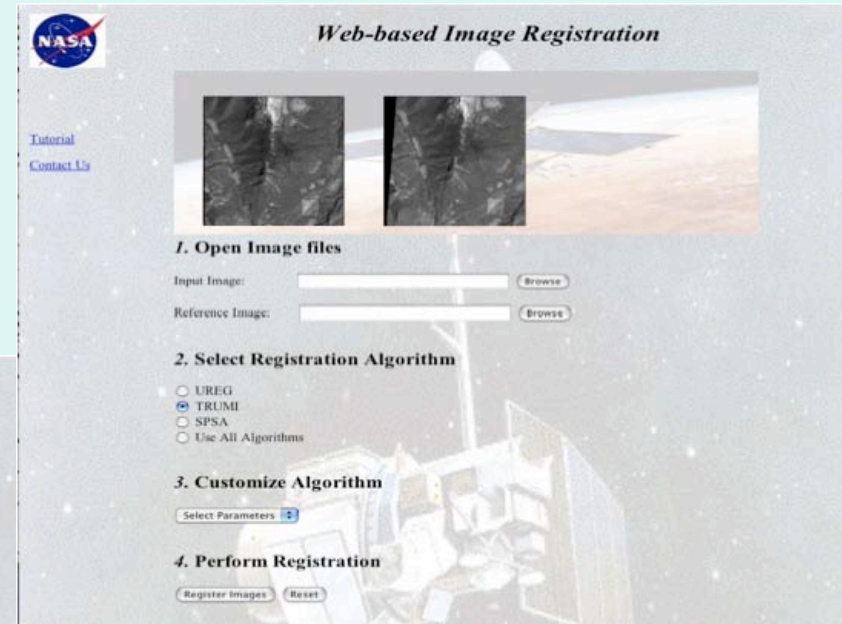 NASA
Web-based Image Registration
Tutorial
Contact Us
1. Open Image files
Input Image:
Browse
Reference Image:
Browse
2. Select Registration Algorithm
UREG
TRUMI
SPSA
Use All Algorithms
3. Customize Algorithm
Select Parameters
4. Perform Registration
Register Images
Reset